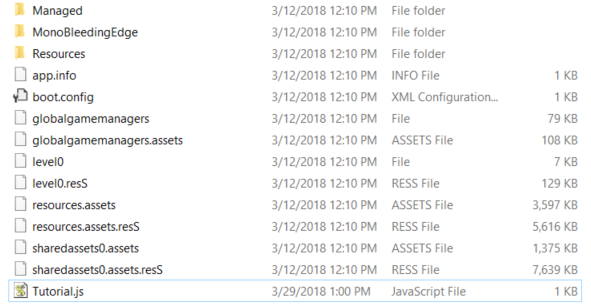 Managed 3/12/2018 12:10 PM File folder
MonoBleedingEdge 3/12/2018 12:10 PM File folder
Resources 3/12/2018 12:10 PM File folder
app.info 3/12/2018 12:10 PM INFO File 1 KB
boot.config 3/12/2018 12:10 PM XML Configuration... 1 KB
globalgamemanagers 3/12/2018 12:10 PM File 79 KB
globalgamemanagers.assets 3/12/2018 12:10 PM ASSETS File 108 KB
level0 3/12/2018 12:10 PM File 7 KB
level0.resS 3/12/2018 12:10 PM RESS File 129 KB
resources.assets 3/12/2018 12:10 PM ASSETS File 3,597 KB
resources.assets.resS 3/12/2018 12:10 PM RESS File 5,616 KB
sharedassets0.assets 3/12/2018 12:10 PM ASSETS File 1,375 KB
sharedassets0.assets.resS 3/12/2018 12:10 PM RESS File 7,639 KB
Tutorial.js 3/29/2018 1:00 PM JavaScript File 1 KB